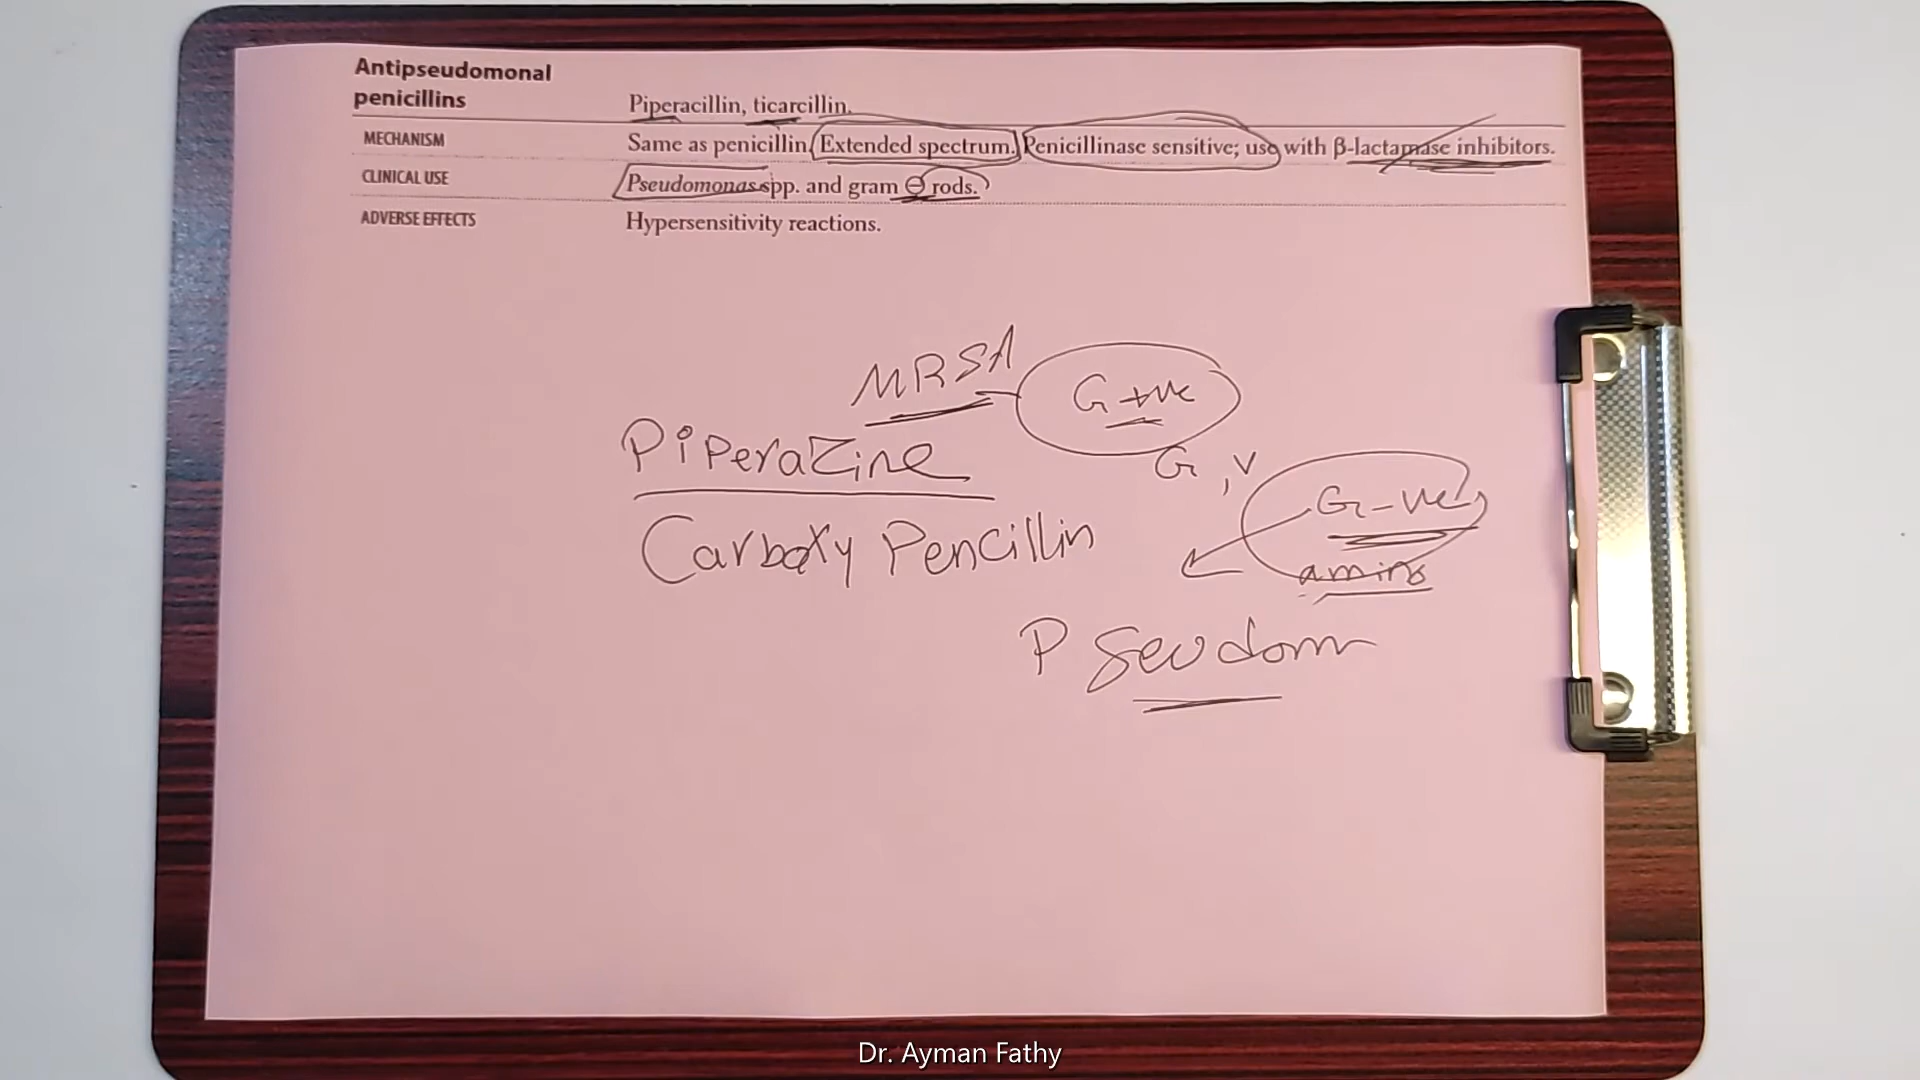 Antipseudomonal
penicillins
Piperacillin, ticarcillin.
MECHANISM
Same as penicillin. Extended spectrum. Penicillinase sensitive; use with β-lactamase inhibitors.
CLINICAL USE
Pseudomonas spp. and gram ⊖ rods.
ADVERSE EFFECTS
Hypersensitivity reactions.
MRSA
G +ve
PiPeraZine
G , V
G -ve
Carboxy Pencillin
amino
Pseudom
Dr. Ayman Fathy